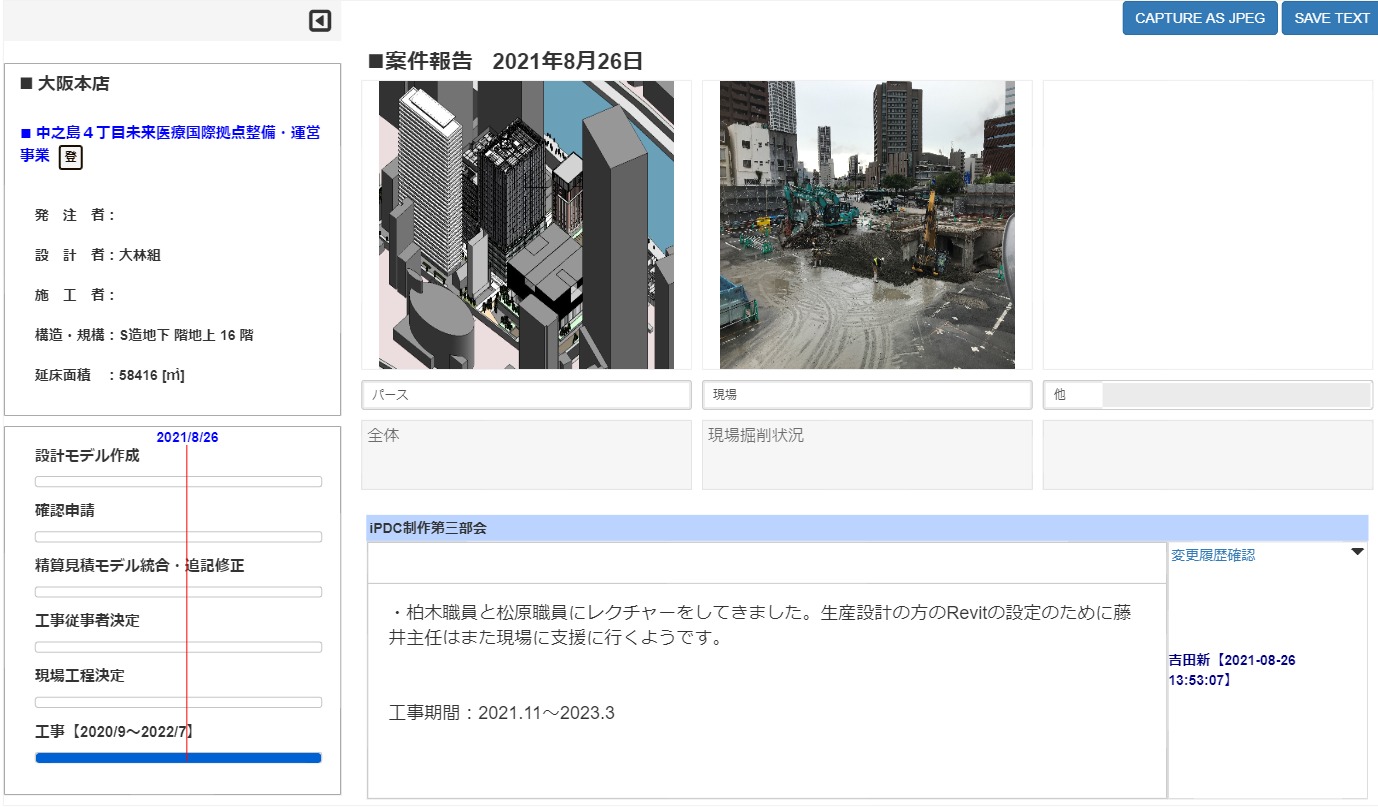 CAPTURE AS JPEG
SAVE TEXT
■案件報告　2021年8月26日
■ 大阪本店
■ 中之島４丁目未来医療国際拠点整備・運営
事業 登
発　注　者：
設　計　者：大林組
施　工　者：
構造・規構：S造地下 階地上 16 階
延床面積　：58416 [㎡]
2021/8/26
設計モデル作成
確認申請
精算見積モデル統合・追記修正
工事従事者決定
現場工程決定
工事【2020/9～2022/7】
パース
現場
他
全体
現場掘削状況
iPDC制作第三部会
変更履歴確認
・柏木職員と松原職員にレクチャーをしてきました。生産設計の方のRevitの設定のために藤
井主任はまた現場に支援に行くようです。
工事期間：2021.11～2023.3
吉田新【2021-08-26
13:53:07】